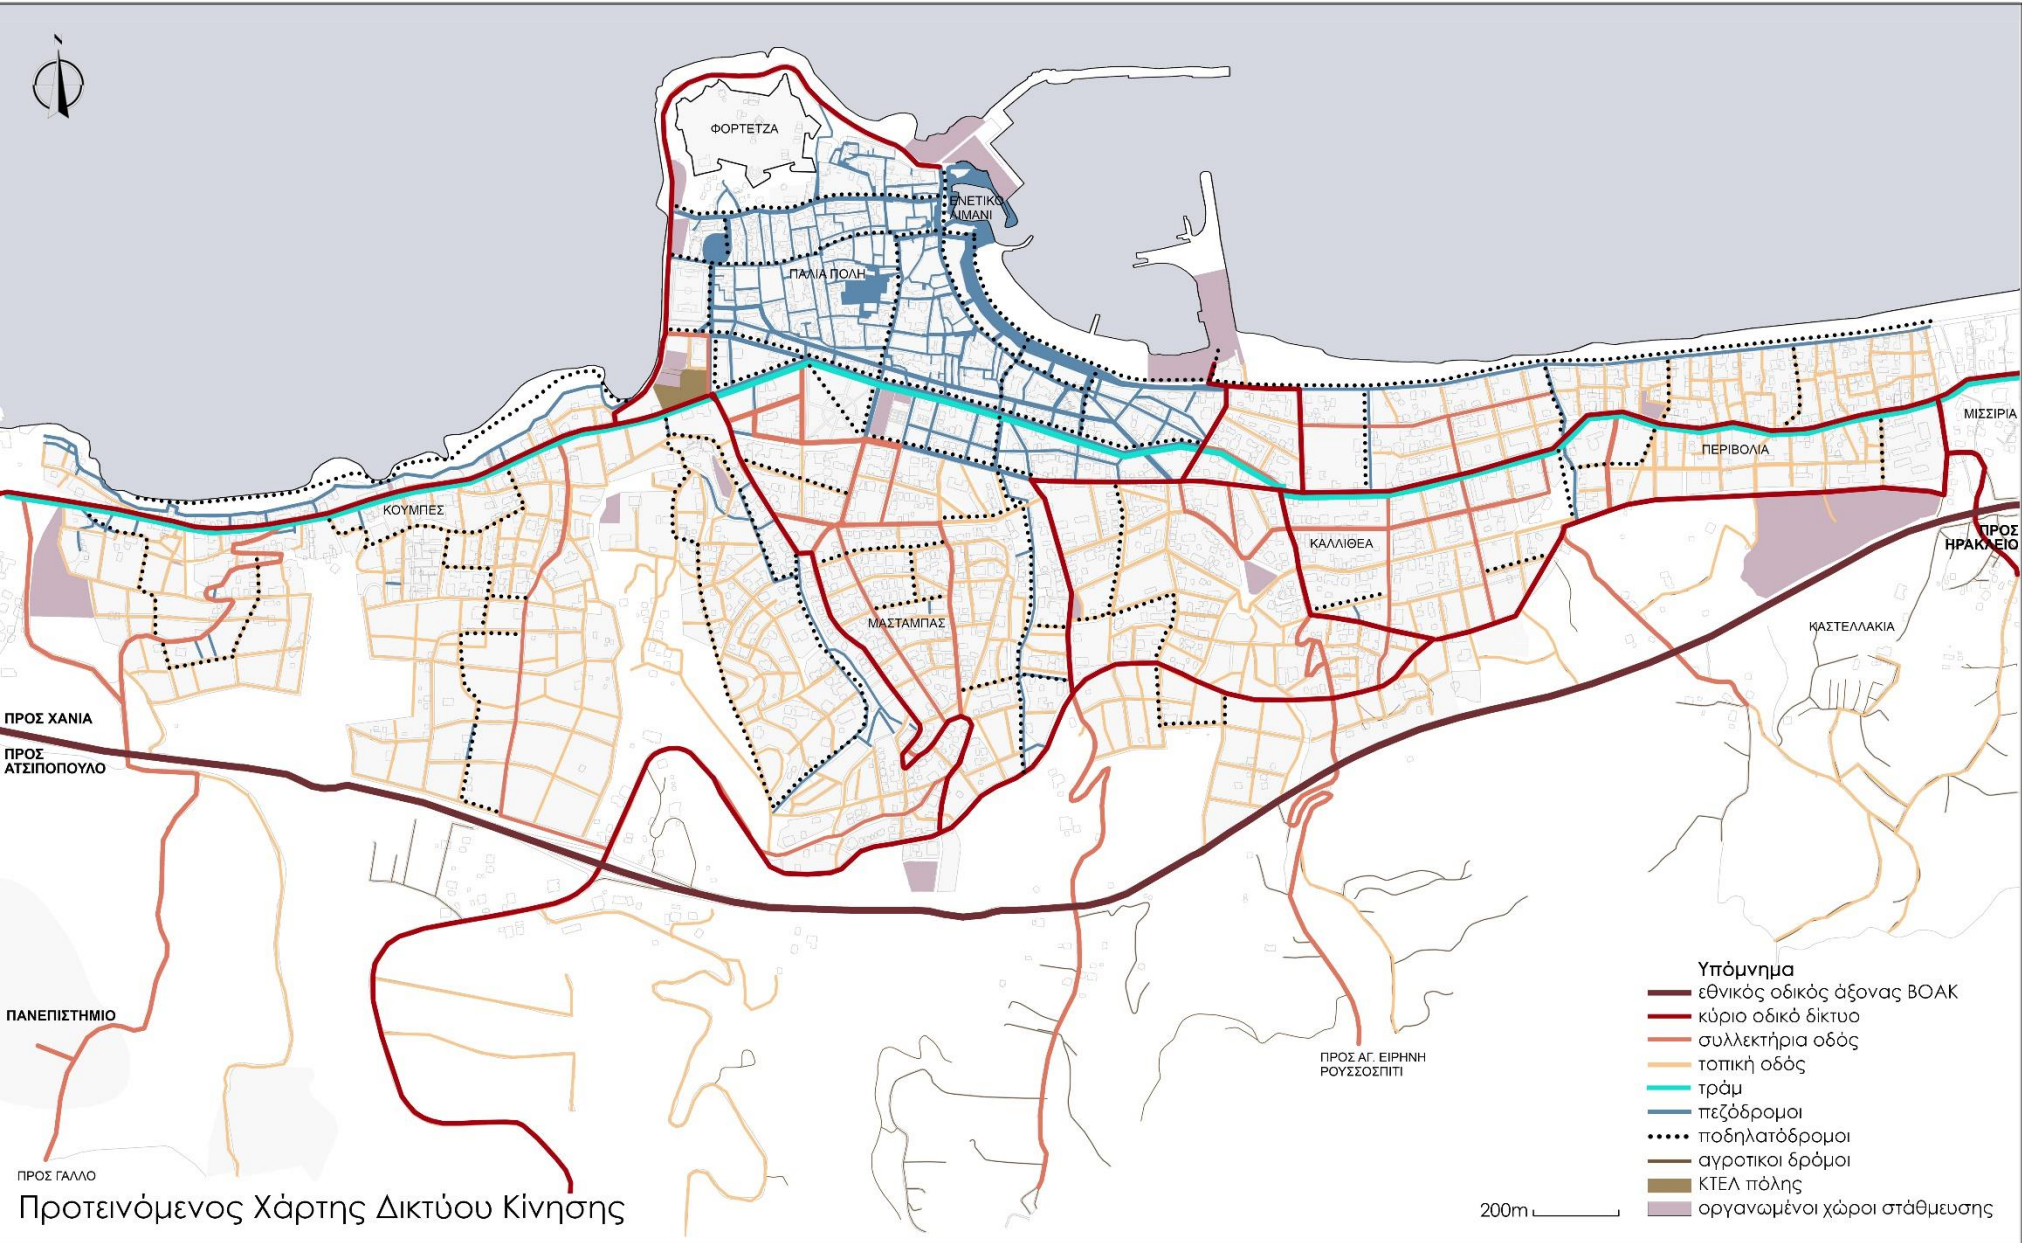 N
ΦΟΡΤΕΤΖΑ
ΕΝΕΤΙΚΟ
ΛΙΜΑΝΙ
ΠΑΛΙΑ ΠΟΛΗ
ΜΙΣΣΙΡΙΑ
ΠΕΡΙΒΟΛΙΑ
ΚΟΥΜΠΕΣ
ΚΑΛΛΙΘΕΑ
ΠΡΟΣ
ΗΡΑΚΛΕΙΟ
ΜΑΣΤΑΜΠΑΣ
ΚΑΣΤΕΛΛΑΚΙΑ
ΠΡΟΣ ΧΑΝΙΑ
ΠΡΟΣ
ΑΤΣΙΠΟΠΟΥΛΟ
ΠΑΝΕΠΙΣΤΗΜΙΟ
ΠΡΟΣ ΑΓ. ΕΙΡΗΝΗ
ΡΟΥΣΣΟΣΠΙΤΙ
ΠΡΟΣ ΓΑΛΛΟ
Προτεινόμενος Χάρτης Δικτύου Κίνησης
200m
Υπόμνημα
εθνικός οδικός άξονας ΒΟΑΚ
κύριο οδικό δίκτυο
συλλεκτήρια οδός
τοπική οδός
τράμ
πεζόδρομοι
ποδηλατόδρομοι
αγροτικοι δρόμοι
ΚΤΕΛ πόλης
οργανωμένοι χώροι στάθμευσης